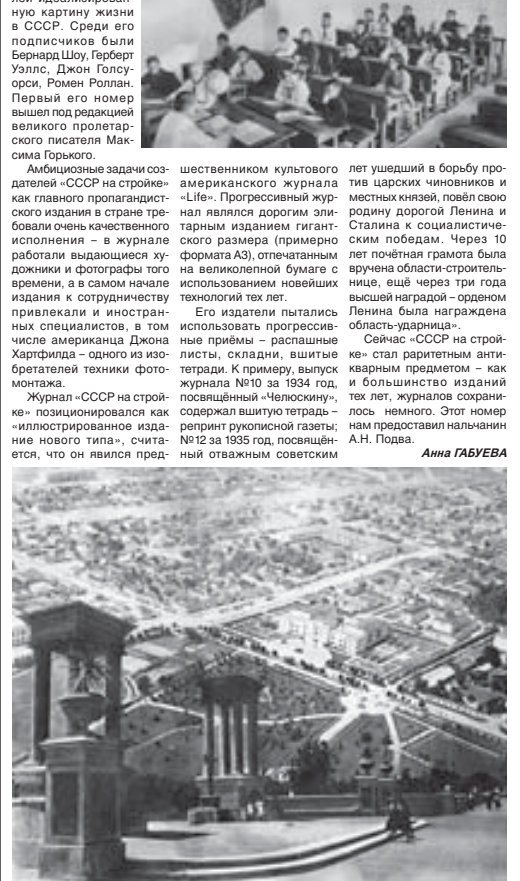 ную картину жизни
в СССР. Среди его
подписчиков были
Бернард Шоу, Герберт
Уэллс, Джон Голсу-
орси, Ромен Роллан.
Первый его номер
вышел под редакцией
великого пролетар-
ского писателя Мак-
сима Горького.
Амбициозные задачи соз-
дателей «СССР на стройке»
как главного пропагандист-
ского издания в стране тре-
бовали очень качественного
исполнения – в журнале
работали выдающиеся ху-
дожники и фотографы того
времени, а в самом начале
издания к сотрудничеству
привлекали и иностран-
ных специалистов, в том
числе американца Джона
Хартфилда – одного из изо-
бретателей техники фото-
монтажа.
Журнал «СССР на строй-
ке» позиционировался как
«иллюстрированное изда-
ние нового типа», счита-
ется, что он явился пред-
шественником культового
американского журнала
«Life». Прогрессивный жур-
нал являлся дорогим эли-
тарным изданием гигант-
ского размера (примерно
формата А3), отпечатанным
на великолепной бумаге с
использованием новейших
технологий тех лет.
Его издатели пытались
использовать прогрессив-
ные приёмы – распашные
листы, складни, вшитые
тетради. К примеру, выпуск
журнала №10 за 1934 год,
посвящённый «Челюскину»,
содержал вшитую тетрадь –
репринт рукописной газеты;
№12 за 1935 год, посвящён-
ный отважным советским
лет ушедший в борьбу про-
тив царских чиновников и
местных князей, повёл свою
родину дорогой Ленина и
Сталина к социалистиче-
ским победам. Через 10
лет почётная грамота была
вручена области-строитель-
нице, ещё через три года
высшей наградой – орденом
Ленина была награждена
область-ударница».
Сейчас «СССР на строй-
ке» стал раритетным анти-
кварным предметом – как
и большинство изданий
тех лет, журналов сохрани-
лось немного. Этот номер
нам предоставил нальчанин
А.Н. Подва.
Анна ГАБУЕВА